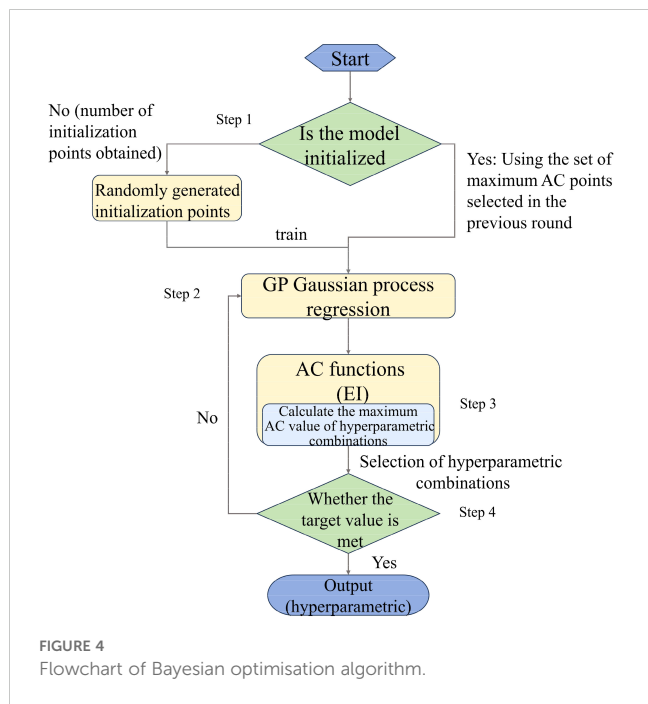 Start
No (number of
initialization
points obtained)
Step 1
Is the model
initialized
Yes: Using the set of
maximum AC points
selected in the
previous round
Randomly generated
initialization points
train
Step 2
GP Gaussian process
regression
AC functions
(EI)
Calculate the maximum
AC value of hyperparametric
combinations
Step 3
No
Selection of hyperparametric
combinations
Whether the
target value is
met
Step 4
Yes
Output
(hyperparametric)
FIGURE 4
Flowchart of Bayesian optimisation algorithm.